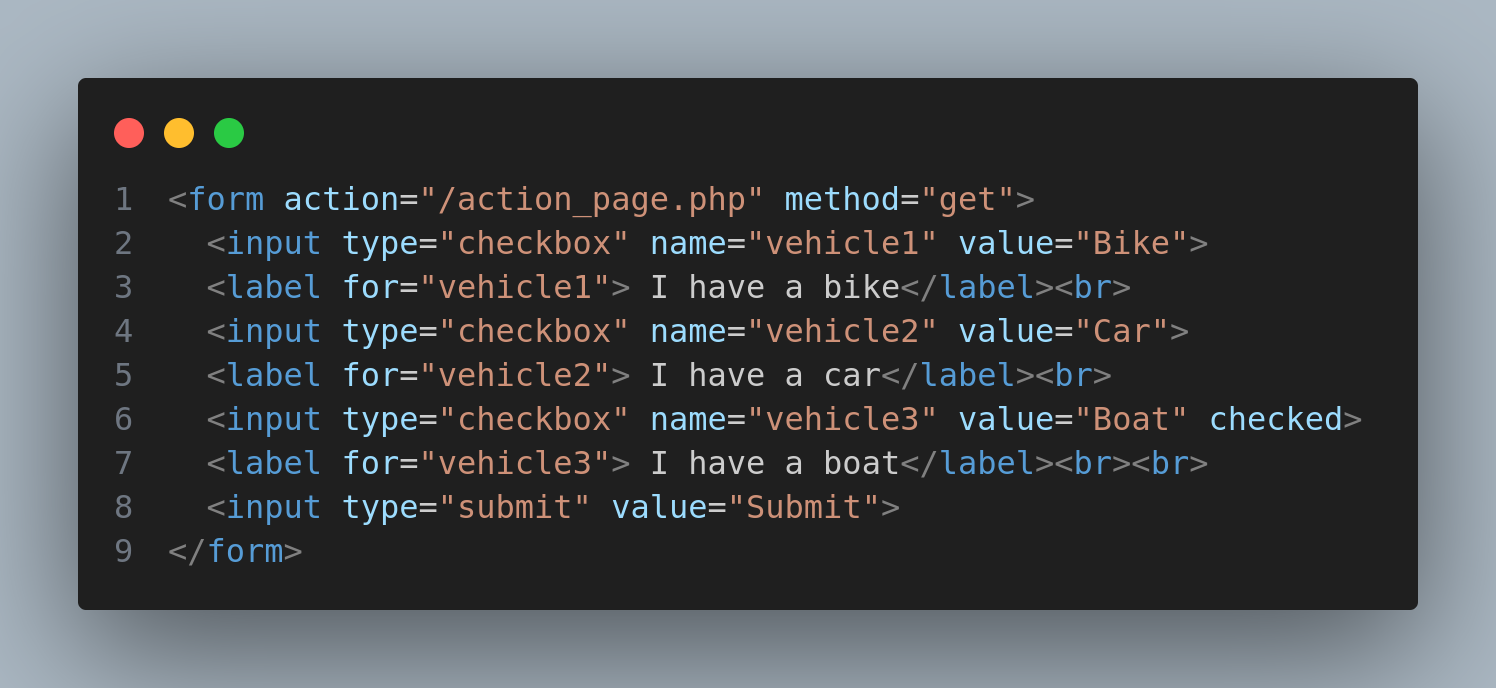 1 <form action="/action_page.php" method="get">
2   <input type="checkbox" name="vehicle1" value="Bike">
3   <label for="vehicle1"> I have a bike</label><br>
4   <input type="checkbox" name="vehicle2" value="Car">
5   <label for="vehicle2"> I have a car</label><br>
6   <input type="checkbox" name="vehicle3" value="Boat" checked>
7   <label for="vehicle3"> I have a boat</label><br><br>
8   <input type="submit" value="Submit">
9 </form>